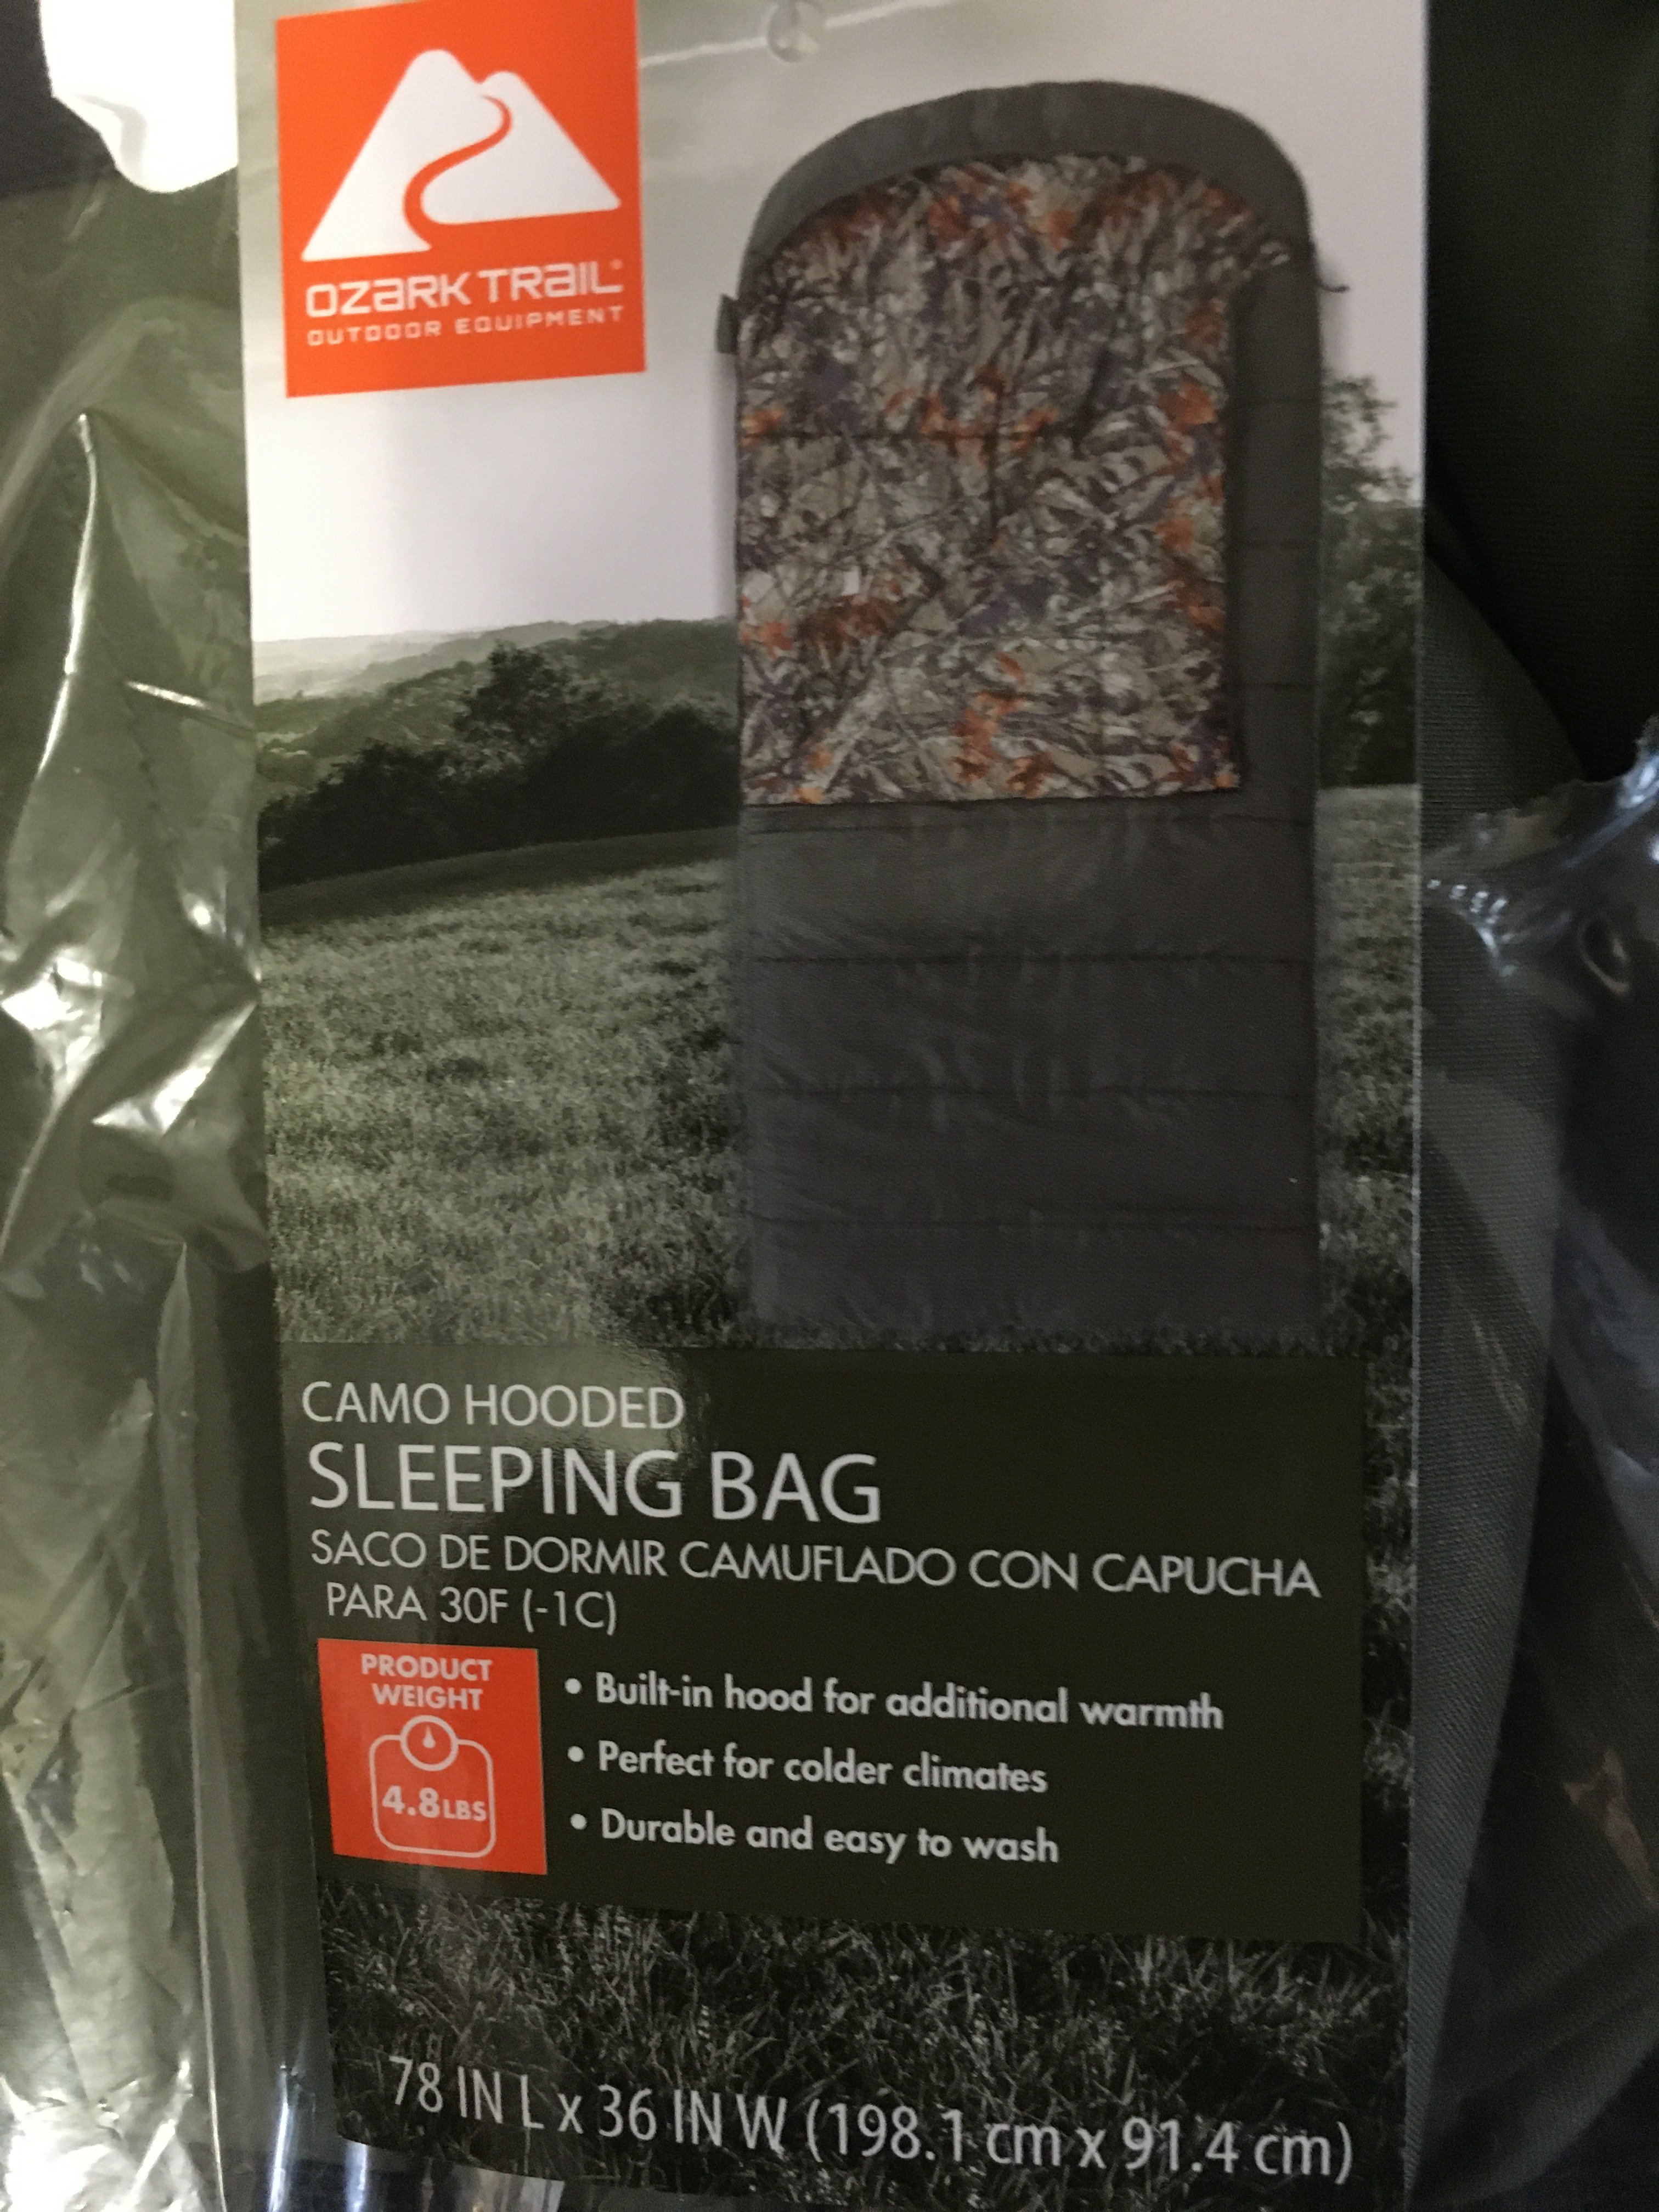 OZARK TRAIL®
OUTDOOR EQUIPMENT
CAMO HOODED
SLEEPING BAG
SACO DE DORMIR CAMUFLADO CON CAPUCHA
PARA 30F (-1C)
PRODUCT
WEIGHT
4.8LBS
• Built-in hood for additional warmth
• Perfect for colder climates
• Durable and easy to wash
78 IN L x 36 IN W (198.1 cm x 91.4 cm)